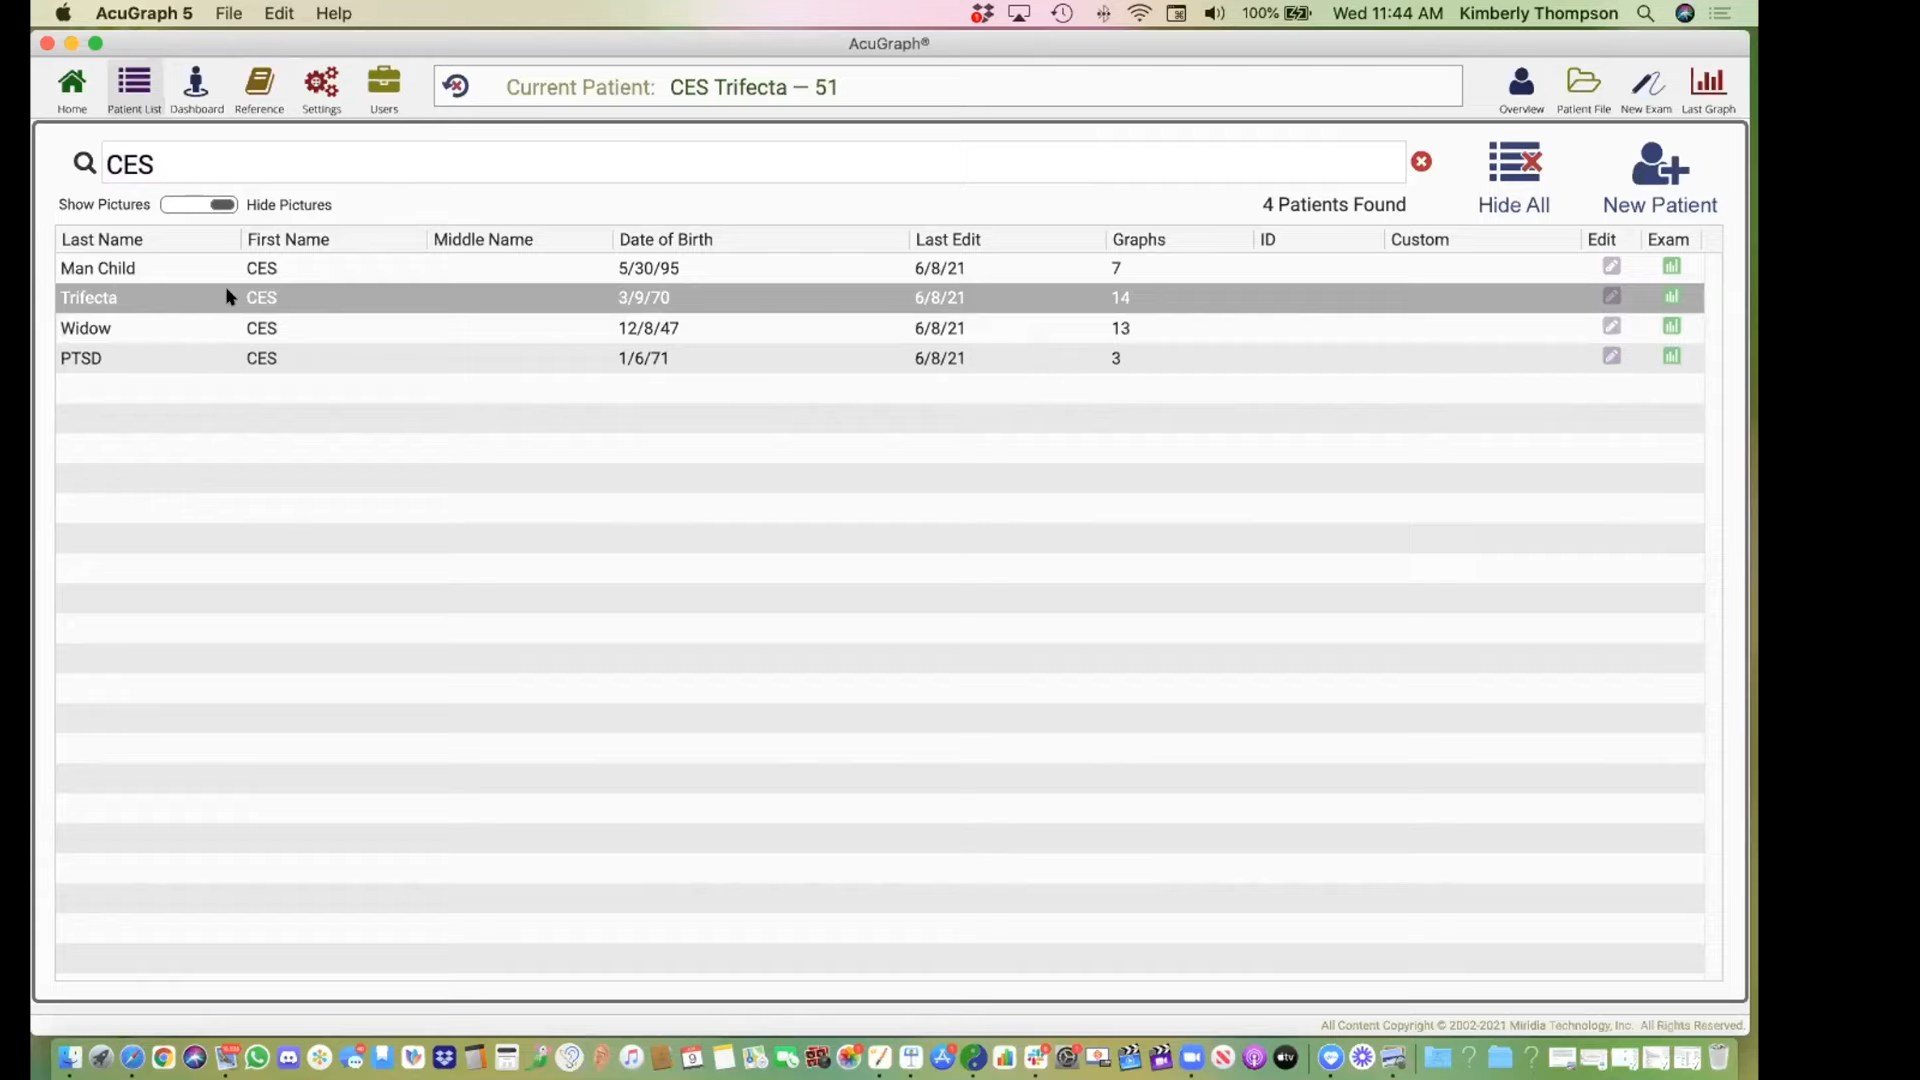 AcuGraph 5 File Edit Help 100% Wed 11:44 AM Kimberly Thompson
AcuGraph®
Home Patient List Dashboard Reference Settings Users
Current Patient: CES Trifecta — 51
Overview Patient File New Exam Last Graph
CES
Show Pictures Hide Pictures
4 Patients Found
Hide All
New Patient
Last Name First Name Middle Name Date of Birth Last Edit Graphs ID Custom Edit Exam
Man Child CES 5/30/95 6/8/21 7
Trifecta CES 3/9/70 6/8/21 14
Widow CES 12/8/47 6/8/21 13
PTSD CES 1/6/71 6/8/21 3
All Content Copyright © 2002-2021 Miridia Technology, Inc. All Rights Reserved.